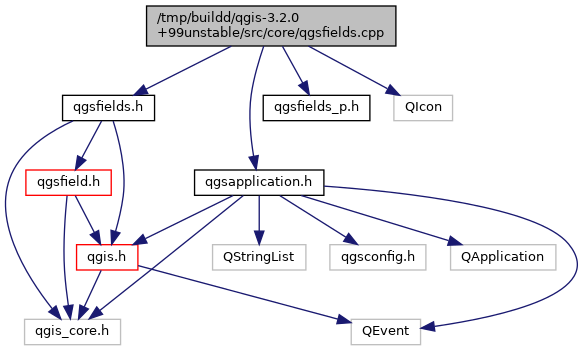 /tmp/buildd/qgis-3.2.0
+99unstable/src/core/qgsfields.cpp
qgsfields.h
qgsfields_p.h
QIcon
qgsfield.h
qgsapplication.h
qgis.h
QStringList
qgsconfig.h
QApplication
qgis_core.h
QEvent